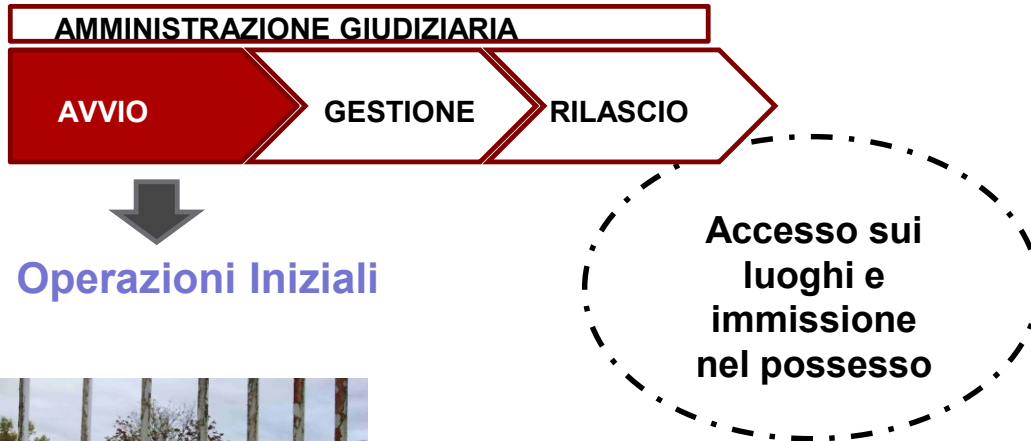 AMMINISTRAZIONE GIUDIZIARIA
AVVIO
GESTIONE
RILASCIO
Operazioni Iniziali
Accesso sui
luoghi e
immissione
nel possesso